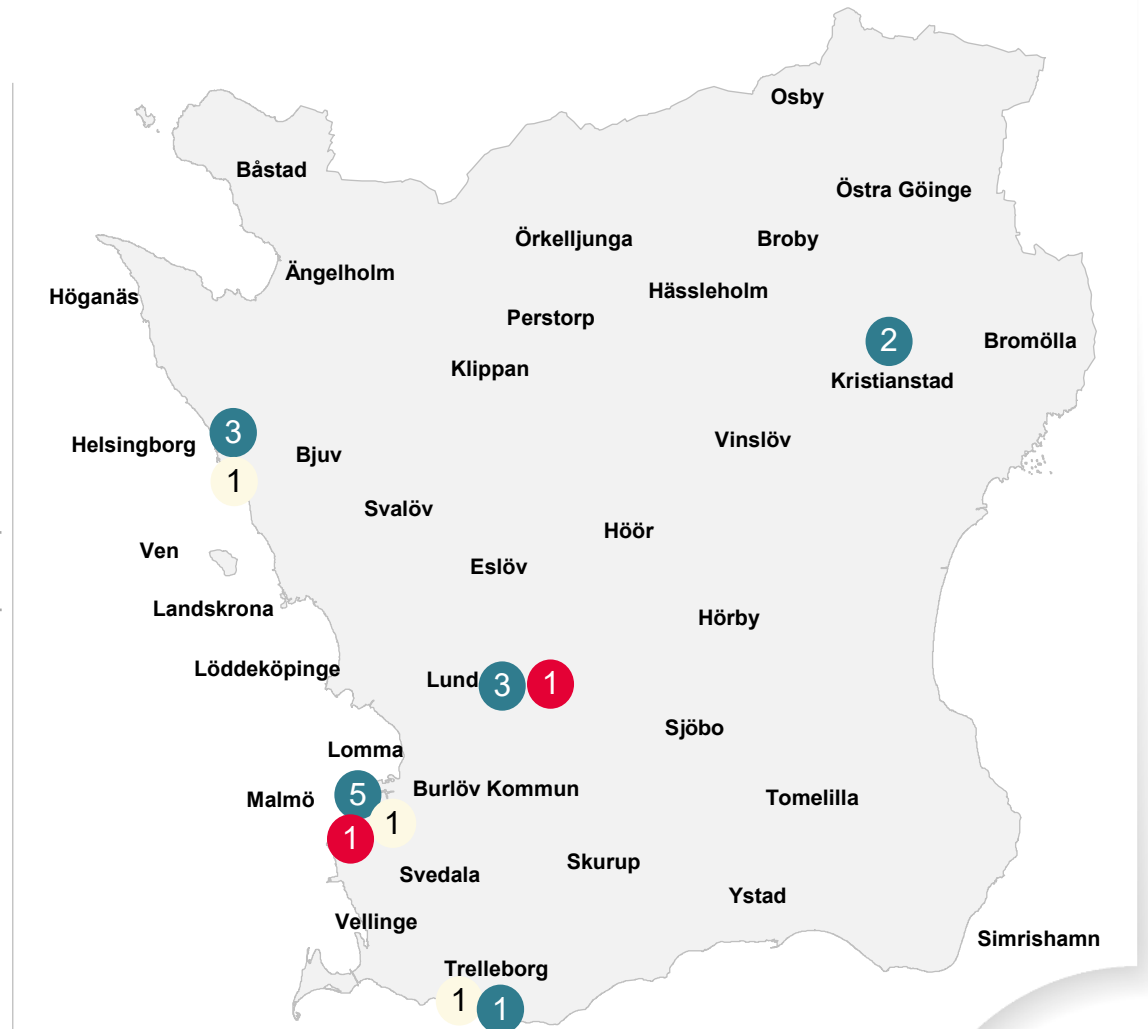 Osby
Båstad
Östra Göinge
Örkelljunga
Broby
Ängelholm
Höganäs
Hässleholm
Perstorp
2
Bromölla
Klippan
Kristianstad
3
Helsingborg
Bjuv
Vinslöv
1
Svalöv
Höör
Ven
Eslöv
Landskrona
Hörby
Löddeköpinge
Lund 3 1
Sjöbo
Lomma
5
Burlöv Kommun
Malmö
Tomelilla
1
1
Skurup
Svedala
Ystad
Vellinge
Simrishamn
Trelleborg
1 1